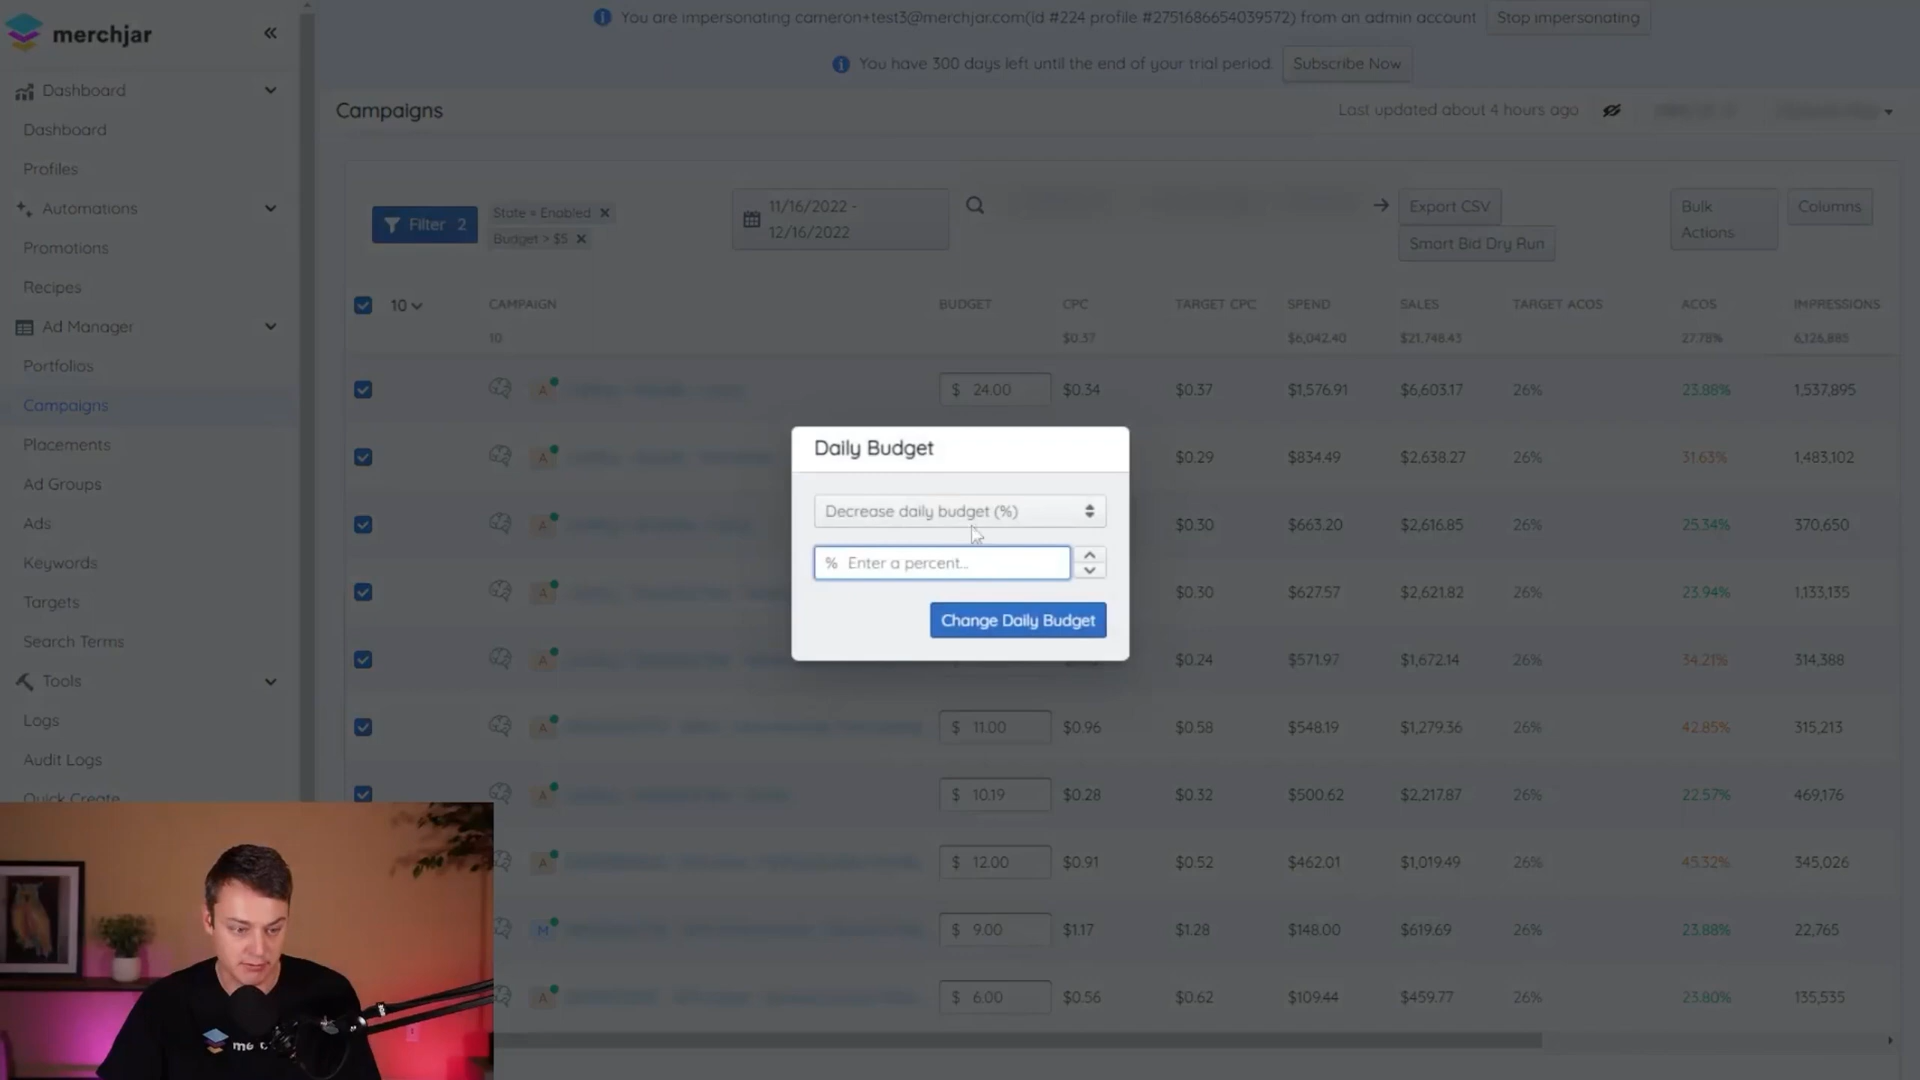 merchjar
«
You are impersonating cameron+test3@merchjar.com(id #224 profile #2751686654039572) from an admin account
Stop impersonating
You have 300 days left until the end of your trial period.
Subscribe Now
Dashboard
Dashboard
Profiles
Automations
Promotions
Recipes
Ad Manager
Portfolios
Campaigns
Placements
Ad Groups
Ads
Keywords
Targets
Search Terms
Tools
Logs
Audit Logs
Quick Create
Campaigns
Last updated about 4 hours ago
Filter 2
State = Enabled ×
Budget > $5 ×
11/16/2022 -
12/16/2022
Export CSV
Smart Bid Dry Run
Bulk
Actions
Columns
10 CAMPAIGN BUDGET CPC TARGET CPC SPEND SALES TARGET ACOS ACOS IMPRESSIONS
10 $0.37 $6,042.40 $21,748.43 27.78% 6,126,885
A $ 24.00 $0.34 $0.37 $1,576.91 $6,603.17 26% 23.88% 1,537,895
A $0.29 $834.49 $2,638.27 26% 31.63% 1,483,102
A $0.30 $663.20 $2,616.85 26% 25.34% 370,650
A $0.30 $627.57 $2,621.82 26% 23.94% 1,133,135
A $0.24 $571.97 $1,672.14 26% 34.21% 314,388
A $ 11.00 $0.96 $0.58 $548.19 $1,279.36 26% 42.85% 315,213
A $ 10.19 $0.28 $0.32 $500.62 $2,217.87 26% 22.57% 469,176
A $ 12.00 $0.91 $0.52 $462.01 $1,019.49 26% 45.32% 345,026
M $ 9.00 $1.17 $1.28 $148.00 $619.69 26% 23.88% 22,765
A $ 6.00 $0.56 $0.62 $109.44 $459.77 26% 23.80% 135,535
Daily Budget
Decrease daily budget (%)
% Enter a percent...
Change Daily Budget